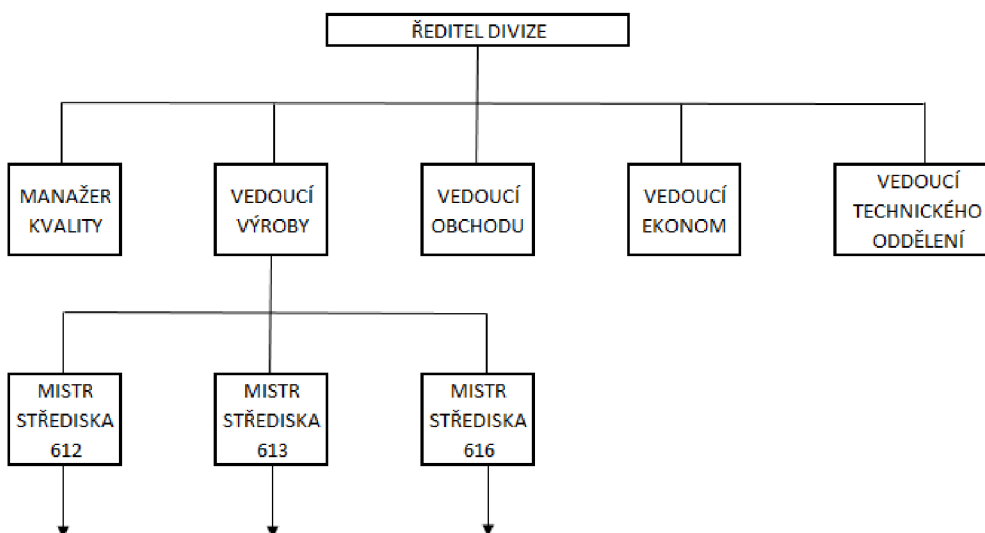 ŘEDITEL DIVIZE
MANAŽER
KVALITY
VEDOUCÍ
VÝROBY
VEDOUCÍ
OBCHODU
VEDOUCÍ
EKONOM
VEDOUCÍ
TECHNICKÉHO
ODDĚLENÍ
MISTR
STŘEDISKA
612
MISTR
STŘEDISKA
613
MISTR
STŘEDISKA
616